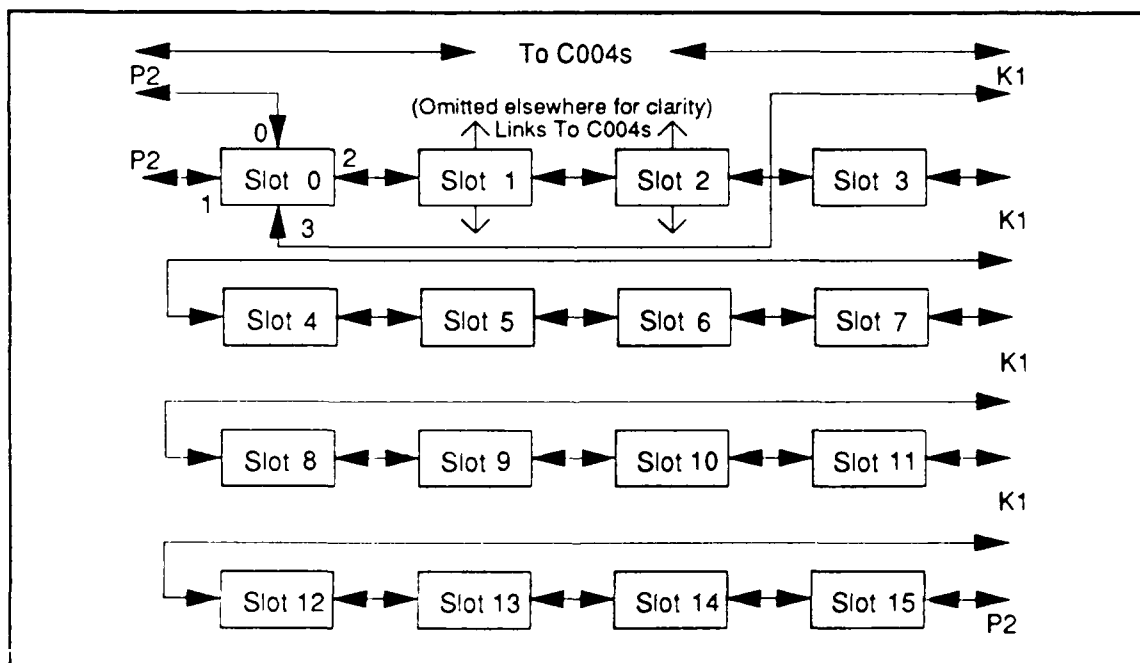 To C004s
P2
K1
(Omitted elsewhere for clarity)
Links To C004s
0
P2
2
Slot 0
Slot 1
Slot 2
Slot 3
1
3
K1
Slot 4
Slot 5
Slot 6
Slot 7
K1
Slot 8
Slot 9
Slot 10
Slot 11
K1
Slot 12
Slot 13
Slot 14
Slot 15
P2